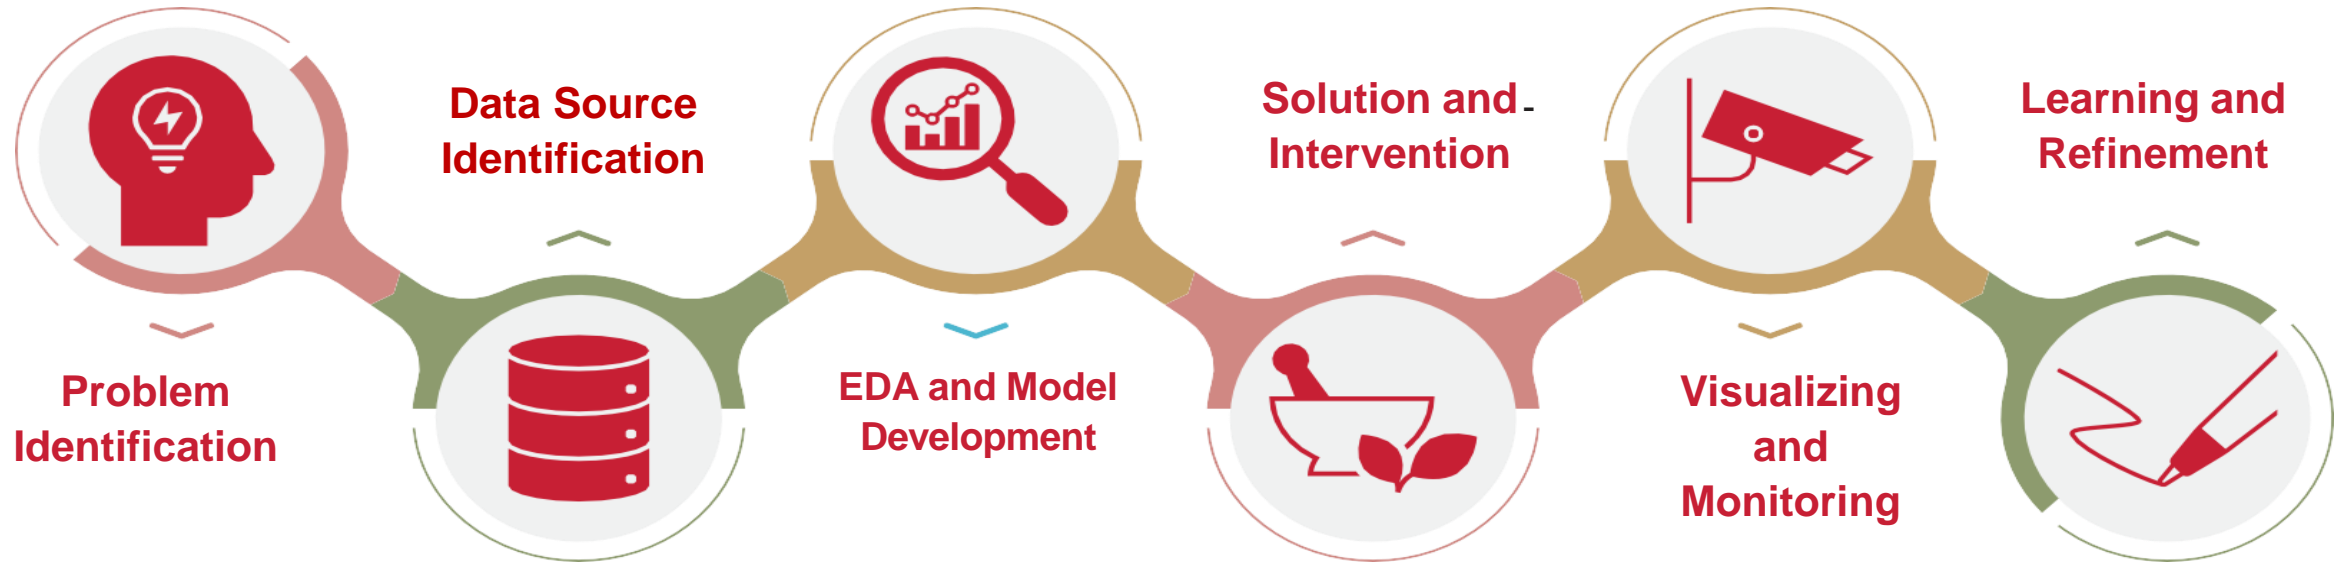 Problem
Identification
Data Source
Identification
EDA and Model
Development
Solution and-
Intervention
Visualizing
and
Monitoring
Learning and
Refinement